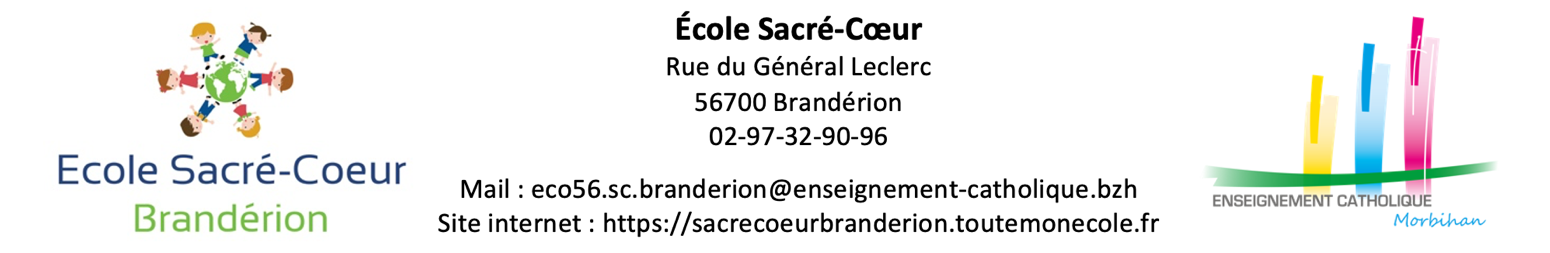 Ecole Sacré-Coeur
Brandérion
École Sacré-Cœur
Rue du Général Leclerc
56700 Brandérion
02-97-32-90-96
Mail : eco56.sc.branderion@enseignement-catholique.bzh
Site internet : https://sacrecoeurbranderion.toutemonecole.fr
ENSEIGNEMENT CATHOLIQUE
Morbihan